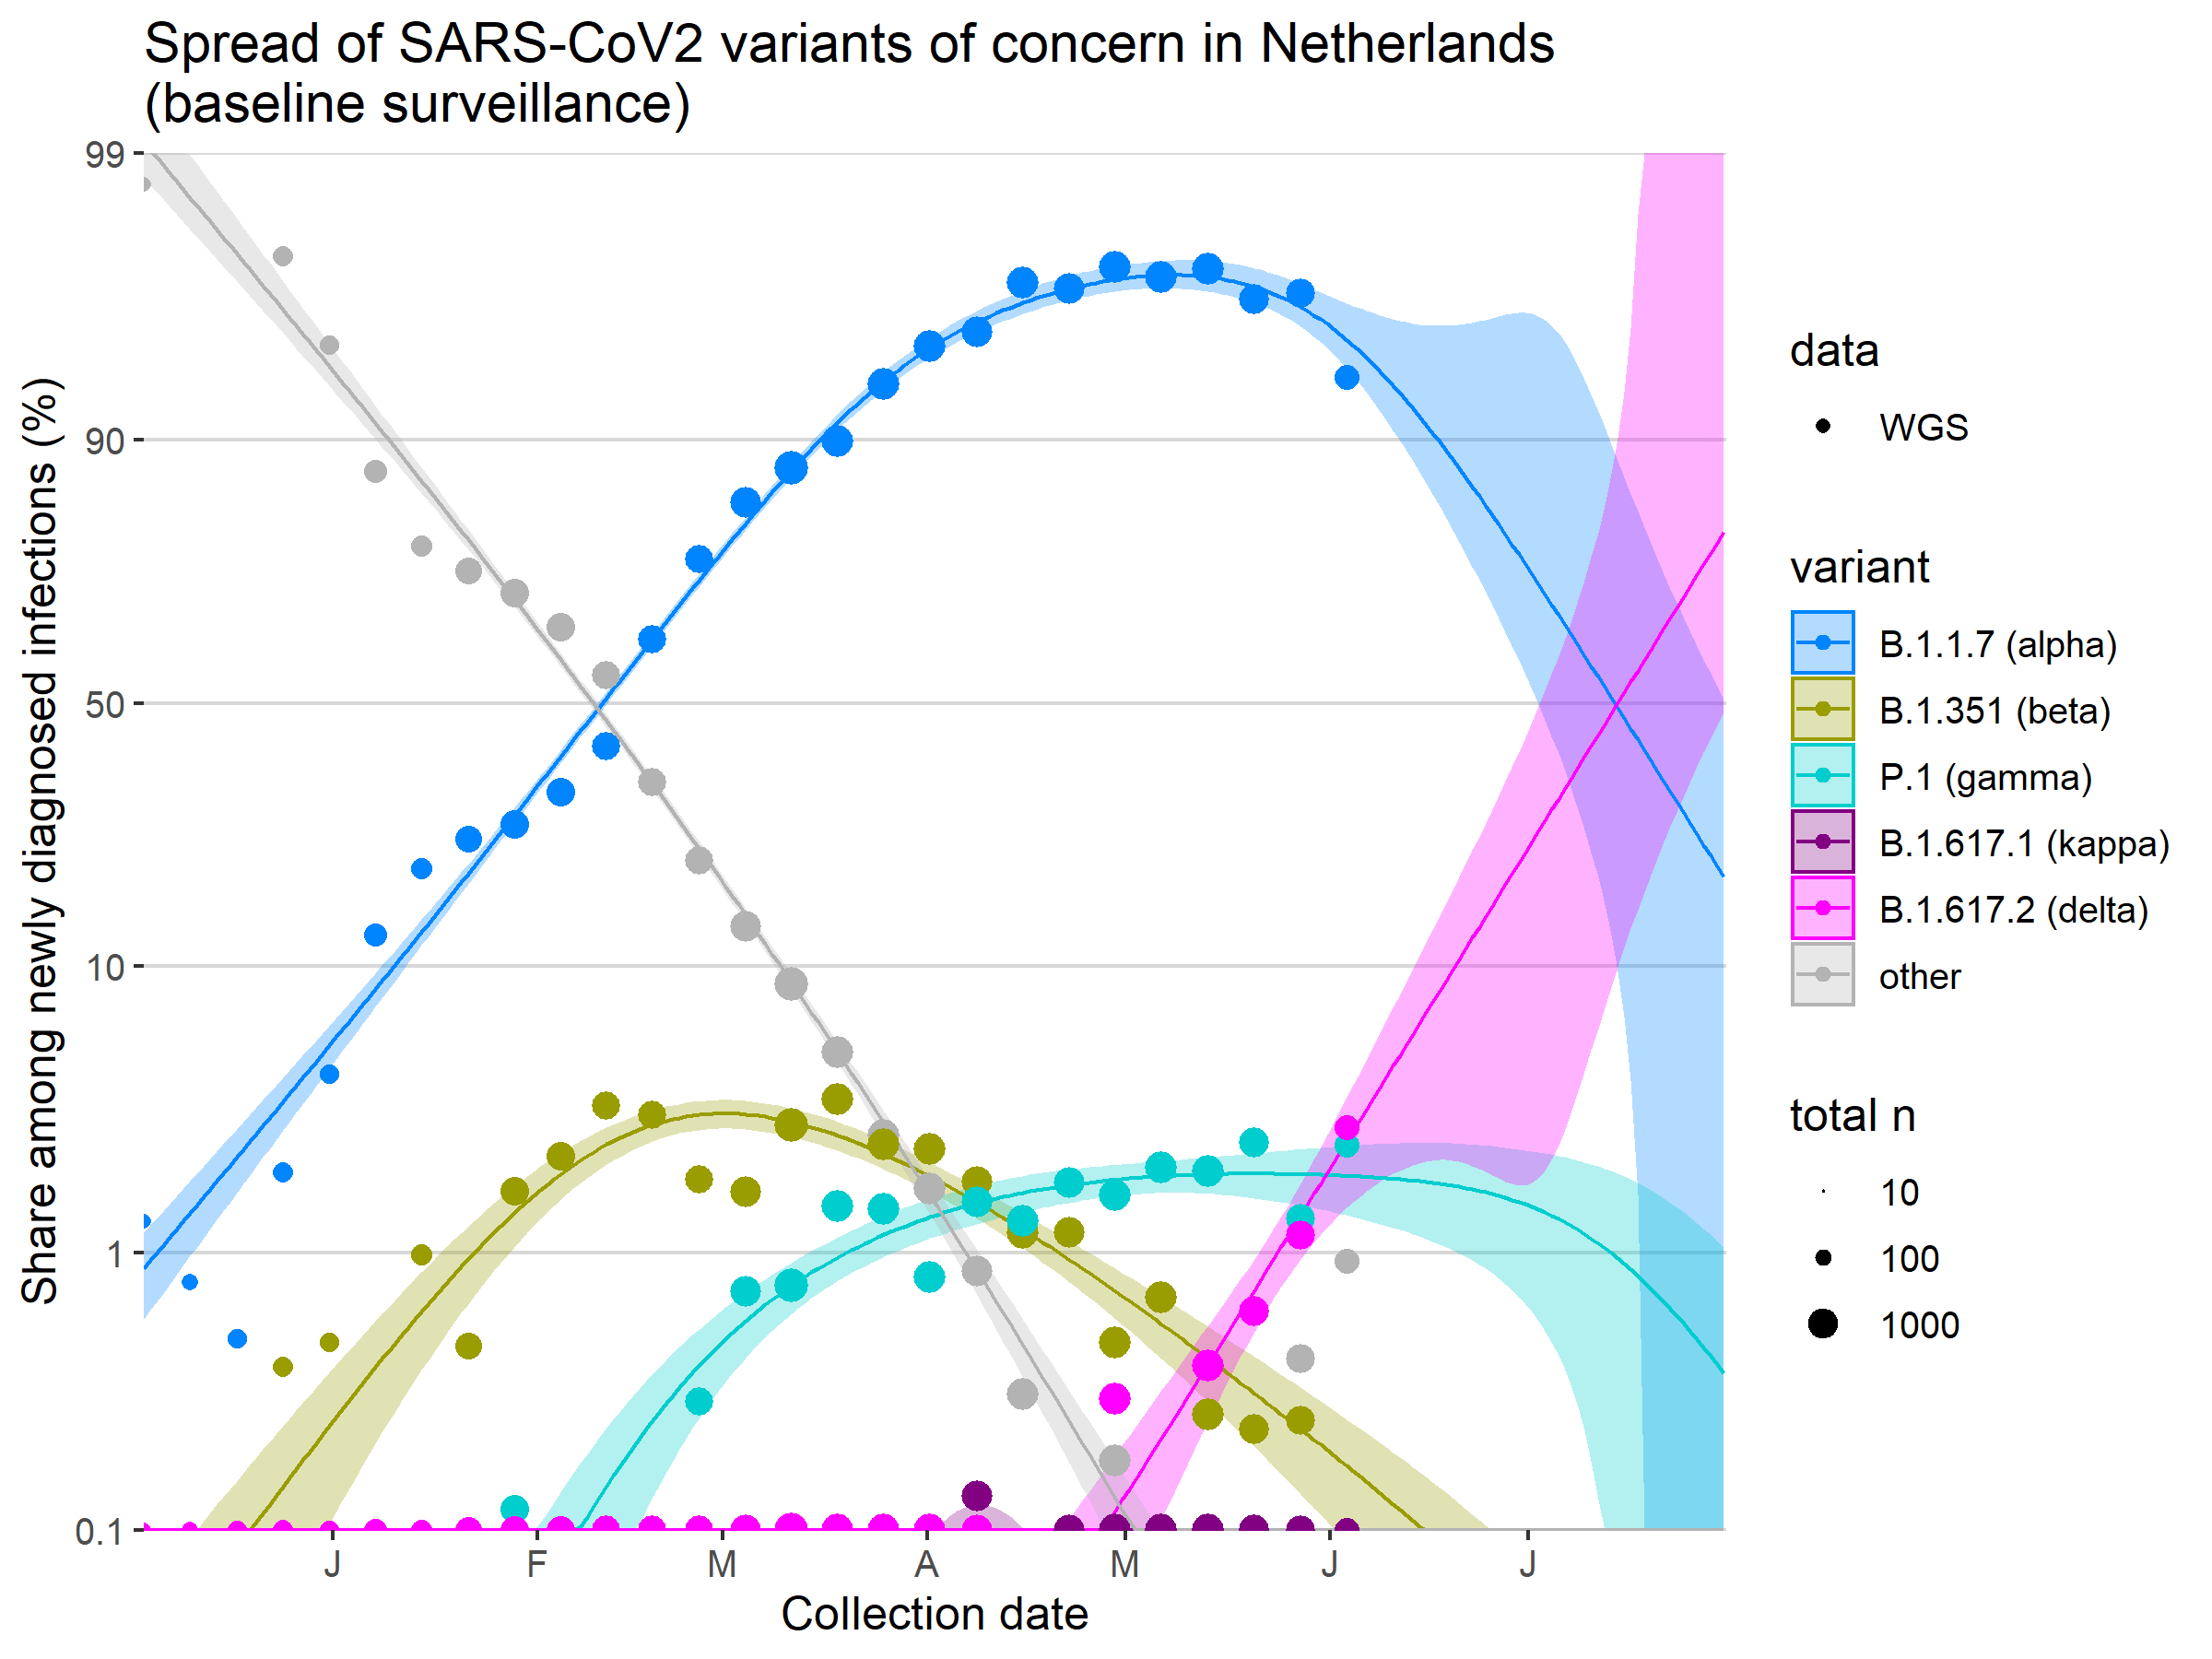 Spread of SARS-CoV2 variants of concern in Netherlands
(baseline surveillance)
Share among newly diagnosed infections (%)
99
90
50
10
1
0.1
J
F
M
A
M
J
J
Collection date
data
WGS
variant
B.1.1.7 (alpha)
B.1.351 (beta)
P.1 (gamma)
B.1.617.1 (kappa)
B.1.617.2 (delta)
other
total n
10
100
1000